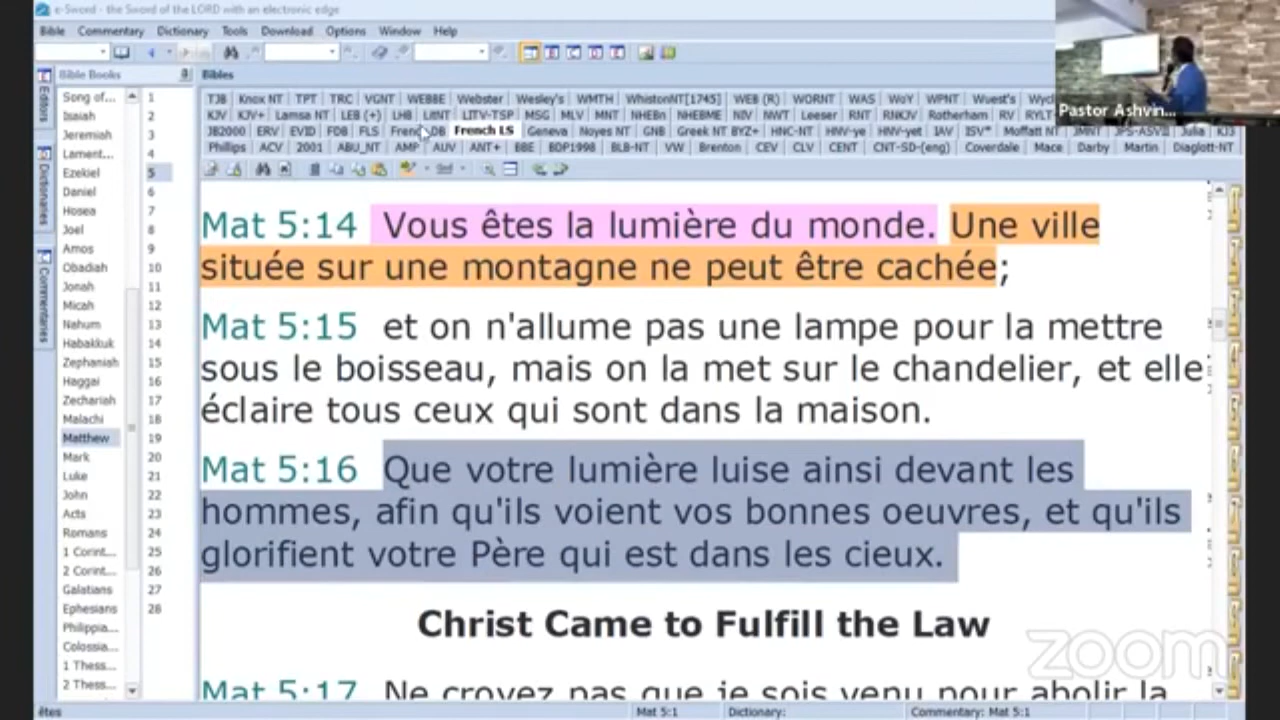 e-Sword - the Sword of the LORD with an electronic edge
Bible Commentary Dictionary Tools Download Options Window Help
Bible Books
Bibles
Pastor Ashvin...
TJB Knox NT TPT TRC VGNT WEBBE Webster Wesley's WMTH WhistonNT[1745] WEB (R) WORNT WAS WoY WPNT Wuest's
KJV KJV+ Lamsa NT LEB (+) LHB LitNT LITV-TSP MSG MLV MNT NHEBn NHEBME NIV NWT Leeser RNT RNKJV Rotherham RV
JB2000 ERV EVID FDB FLS French LS Geneva Noyes NT GNB Greek NT BYZ+ HNC-NT HNV-ye HNV-yet IAV ISV* Moffatt NT Julia
Phillips ACV 2001 ABU_NT AMP AUV ANT+ BBE BDP1998 BLB-NT VW Brenton CEV CLV CENT CNT-SD-(eng) Coverdale Mace Darby Martin Diaglott-NT
Editors
Dictionaries
Commentaries
Song of... 1
Isaiah 2
Jeremiah 3
Lament... 4
Ezekiel 5
Daniel 6
Hosea 7
Joel 8
Amos 9
Obadiah 10
Jonah 11
Micah 12
Nahum 13
Habakkuk 14
Zephaniah 15
Haggai 16
Zechariah 17
Malachi 18
Matthew 19
Mark 20
Luke 21
John 22
Acts 23
Romans 24
1 Corint... 25
2 Corint... 26
Galatians 27
Ephesians 28
Philippia...
Colossia...
1 Thess...
2 Thess...
Mat 5:14 Vous êtes la lumière du monde. Une ville
située sur une montagne ne peut être cachée;
Mat 5:15 et on n'allume pas une lampe pour la mettre
sous le boisseau, mais on la met sur le chandelier, et elle
éclaire tous ceux qui sont dans la maison.
Mat 5:16 Que votre lumière luise ainsi devant les
hommes, afin qu'ils voient vos bonnes oeuvres, et qu'ils
glorifient votre Père qui est dans les cieux.
Christ Came to Fulfill the Law
Mat 5:17 Ne croyez pas que je sois venu pour abolir la
zoom
êtes Mat 5:1 Dictionary: Commentary: Mat 5:1